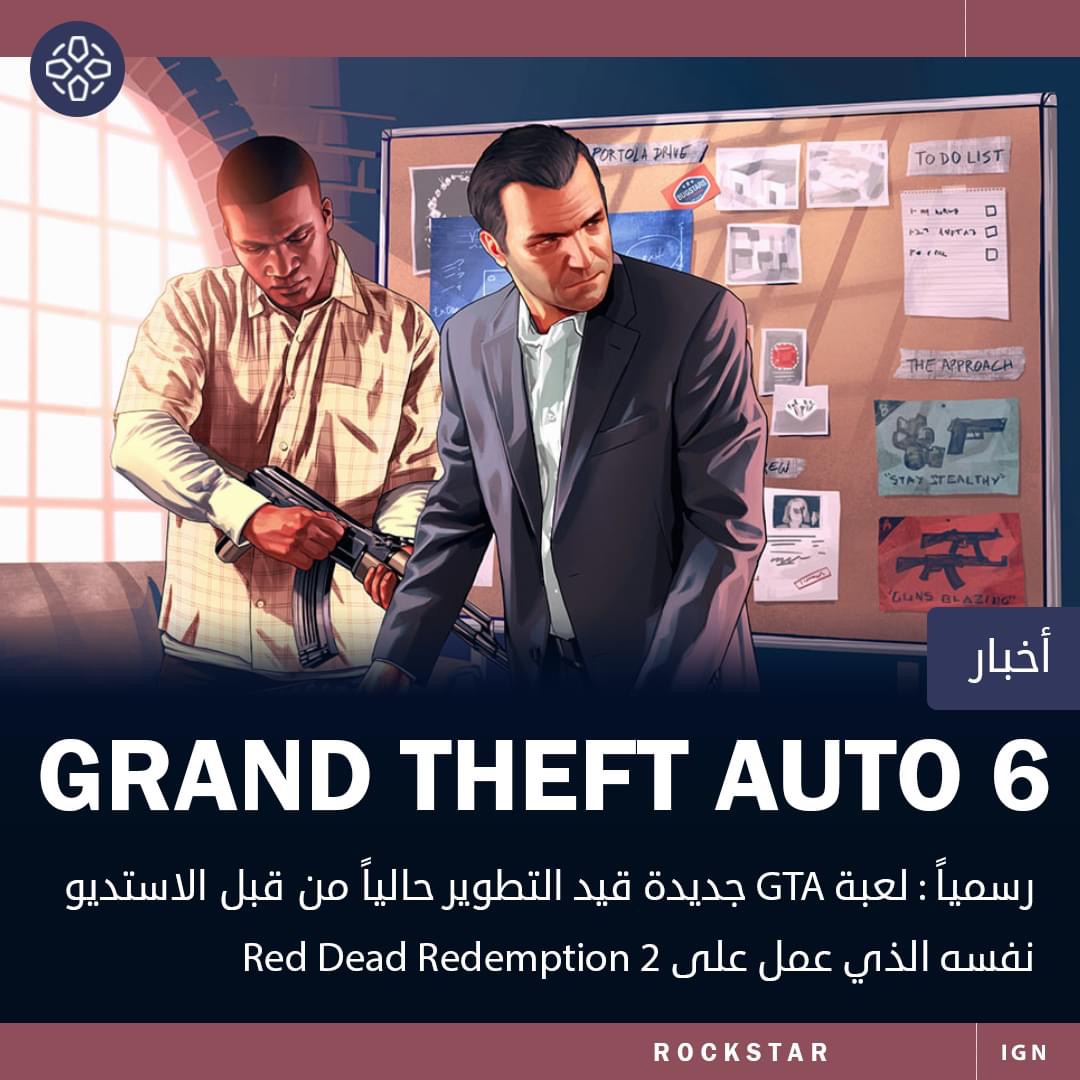 PORTOLA DRIVE
BUGSTARS
TO DO LIST
THE APPROACH
B
"STAY STEALTHY"
A
"GUNS BLAZING"
أخبار
GRAND THEFT AUTO 6
رسمياً : لعبة GTA جديدة قيد التطوير حالياً من قبل الاستديو
نفسه الذي عمل على Red Dead Redemption 2
ROCKSTAR
IGN